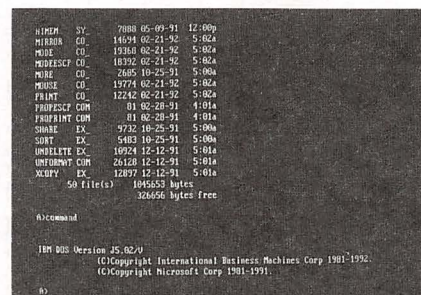 HIMEM    SY_      7888 05-09-91  12:00p
MIRROR   CO_     14694 02-21-92   5:02a
MODE     CO_     19368 02-21-92   5:02a
MODEESCP CO_     18392 02-21-92   5:02a
MORE     CO_      2685 10-25-91   5:00a
MOUSE    CO_     19774 02-21-92   5:02a
PRINT    CO_     12242 02-21-92   5:02a
PROPESCP COM        81 02-28-91   4:01a
PROPRINT COM        81 02-28-91   4:01a
SHARE    EX_      9732 10-25-91   5:00a
SORT     EX_      5483 10-25-91   5:00a
UNDELETE EX_     10924 12-12-91   5:01a
UNFORMAT COM     26128 12-12-91   5:01a
XCOPY    EX_     12897 12-12-91   5:01a
50 file(s)    1045653 bytes
326656 bytes free
A>command
IBM DOS Version J5.02/V
(C)Copyright International Business Machines Corp 1981-1992.
(C)Copyright Microsoft Corp 1981-1991.
A>